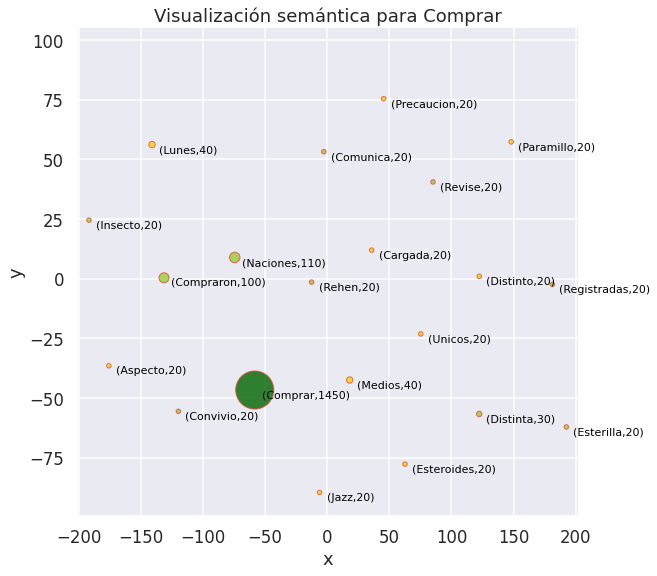 Visualización semántica para Comprar
100
75
50
25
0
−25
−50
−75
y
(Precaucion,20)
(Paramillo,20)
(Lunes,40)
(Comunica,20)
(Revise,20)
(Insecto,20)
(Naciones,110)
(Cargada,20)
(Compraron,100)
(Rehen,20)
(Distinto,20)
(Registradas,20)
(Unicos,20)
(Aspecto,20)
(Medios,40)
(Comprar,1450)
(Convivio,20)
(Distinta,30)
(Esterilla,20)
(Esteroides,20)
(Jazz,20)
−200 −150 −100 −50 0 50 100 150 200
x